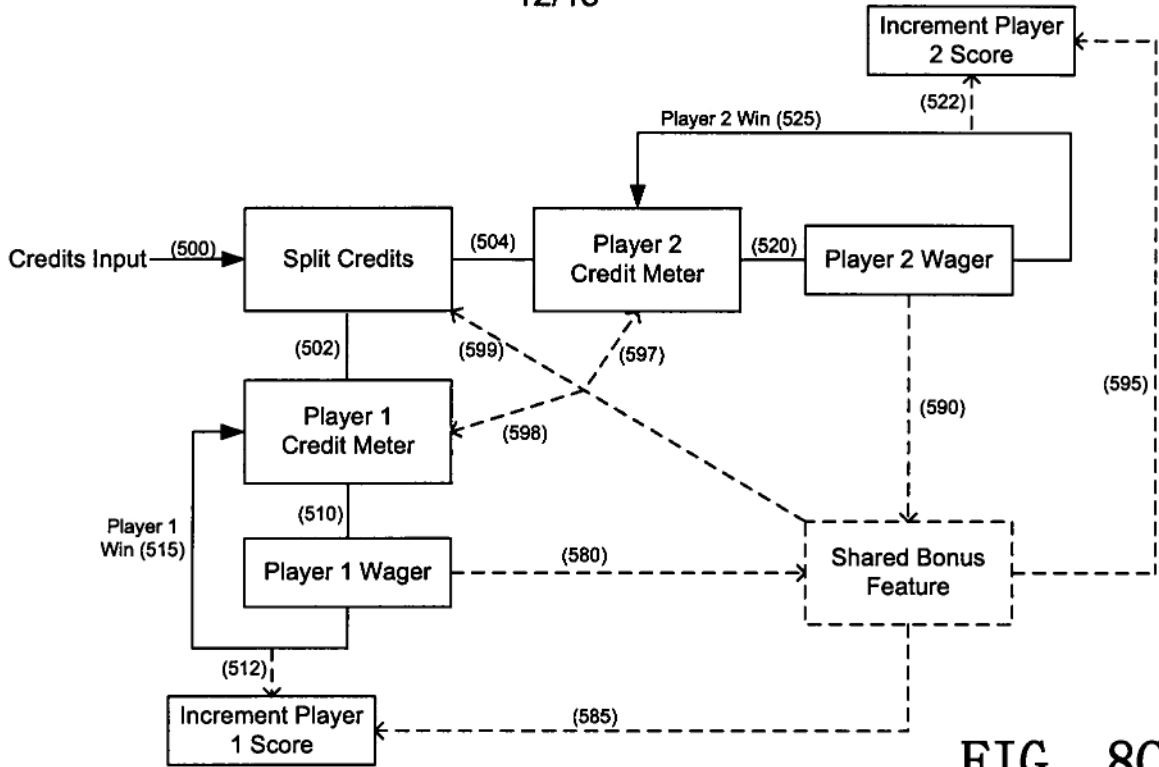 Increment Player
2 Score
(522)
Player 2 Win (525)
Credits Input
(500)
Split Credits
(504)
Player 2
Credit Meter
(520)
Player 2 Wager
(502)
(599)
(597)
(595)
(590)
Player 1
Credit Meter
(598)
(510)
Player 1
Win (515)
Player 1 Wager
(580)
Shared Bonus
Feature
(512)
Increment Player
1 Score
(585)
FIG. 8C